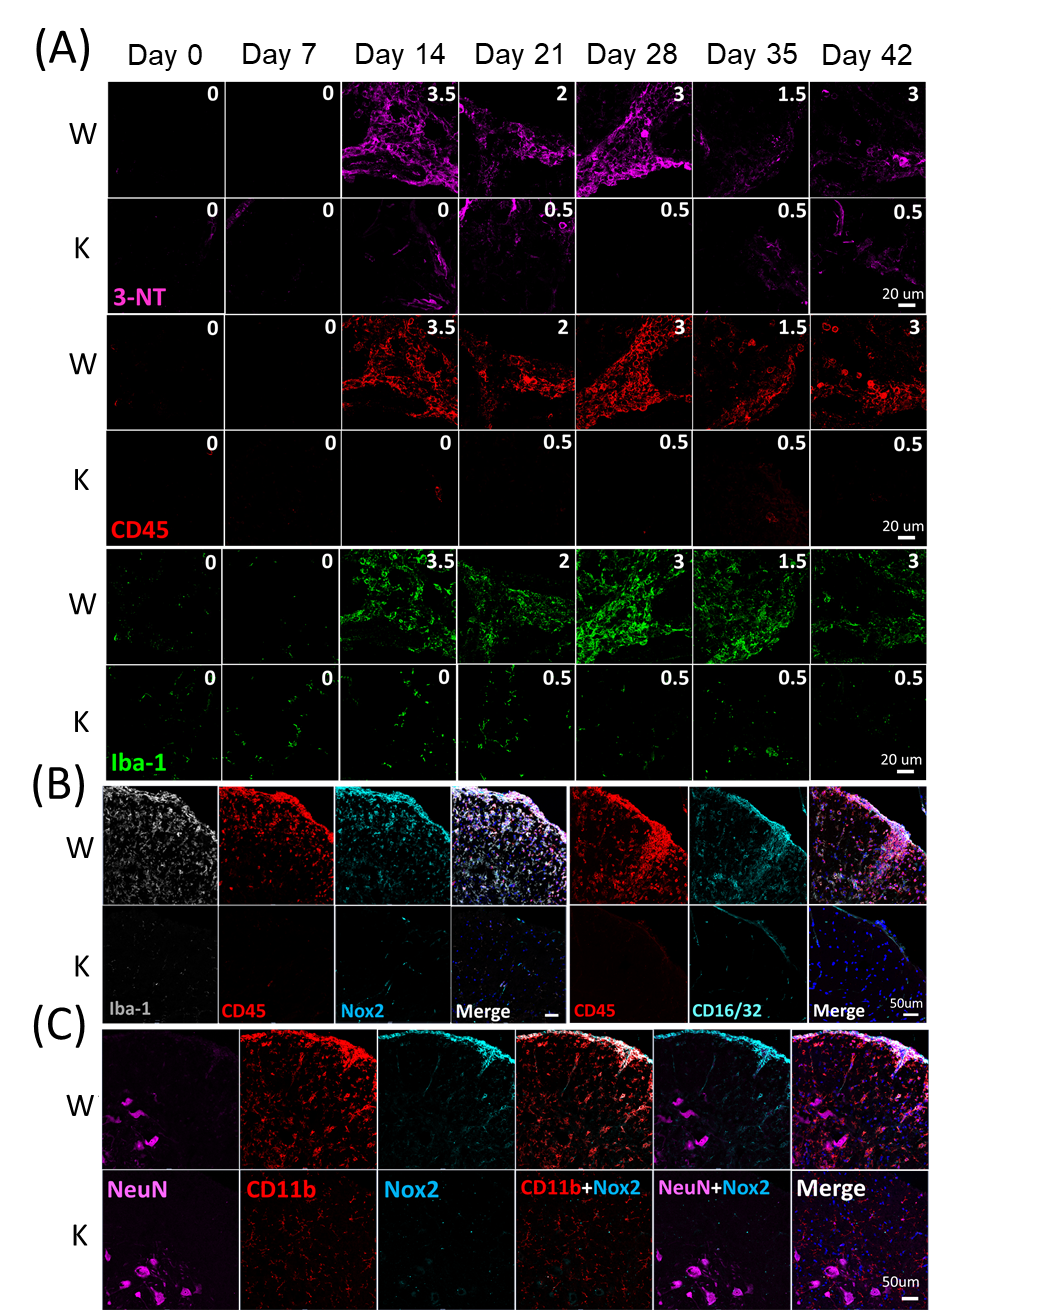 (A)
Day 0 Day 7 Day 14 Day 21 Day 28 Day 35 Day 42
W 0 0 3.5 2 3 1.5 3
K 0 0 0 0.5 0.5 0.5 0.5
3-NT 20 um
W 0 0 3.5 2 3 1.5 3
K 0 0 0 0.5 0.5 0.5 0.5
CD45 20 um
W 0 0 3.5 2 3 1.5 3
K 0 0 0 0.5 0.5 0.5 0.5
Iba-1 20 um
(B)
W
K
Iba-1 CD45 Nox2 Merge CD45 CD16/32 Merge 50um
(C)
W
NeuN CD11b Nox2 CD11b+Nox2 NeuN+Nox2 Merge
K
50um